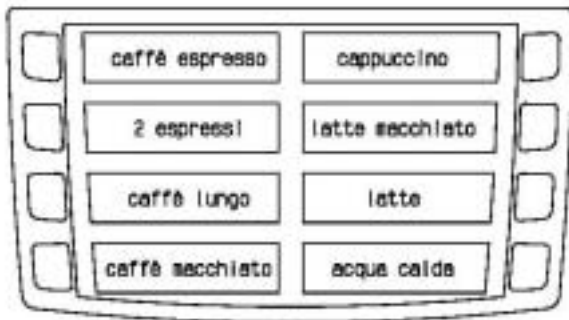 caffè espresso
cappuccino
2 espressi
latte macchiato
caffè lungo
latte
caffè macchiato
acqua calda